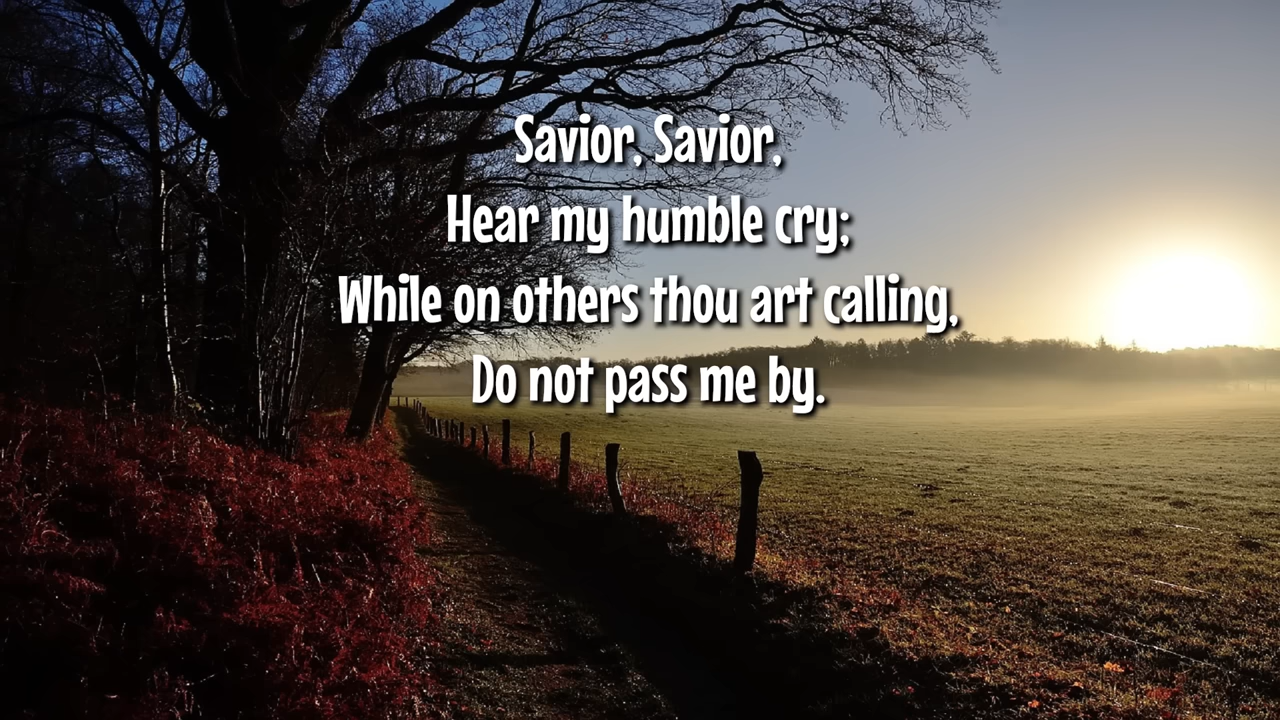 Savior, Savior,
Hear my humble cry;
While on others thou art calling,
Do not pass me by.